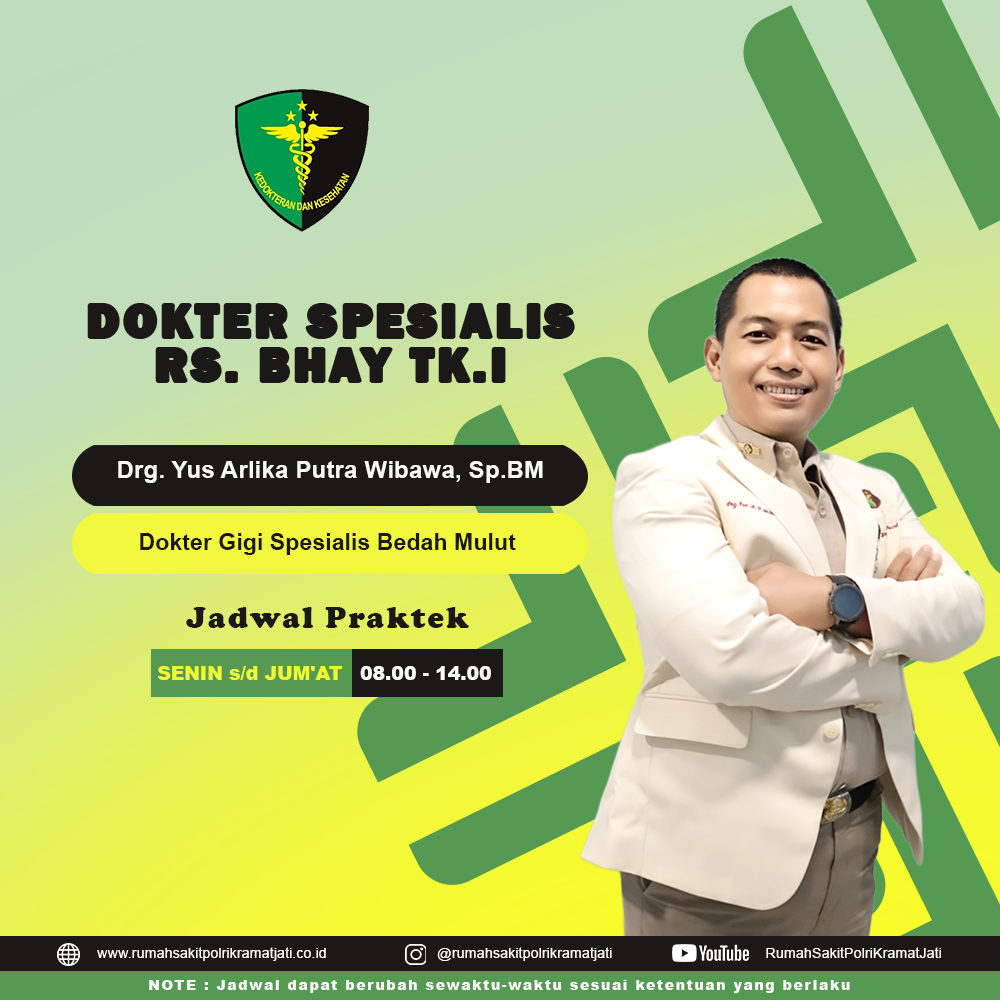 KEDOKTERAN DAN KESEHATAN
DOKTER SPESIALIS
RS. BHAY TK.I
Drg. Yus Arlika Putra Wibawa, Sp.BM
Dokter Gigi Spesialis Bedah Mulut
Jadwal Praktek
SENIN s/d JUM'AT 08.00 - 14.00
www.rumahsakitpolrikramatjati.co.id @rumahsakitpolrikramatjati YouTube RumahSakitPolriKramatJati
NOTE : Jadwal dapat berubah sewaktu-waktu sesuai ketentuan yang berlaku